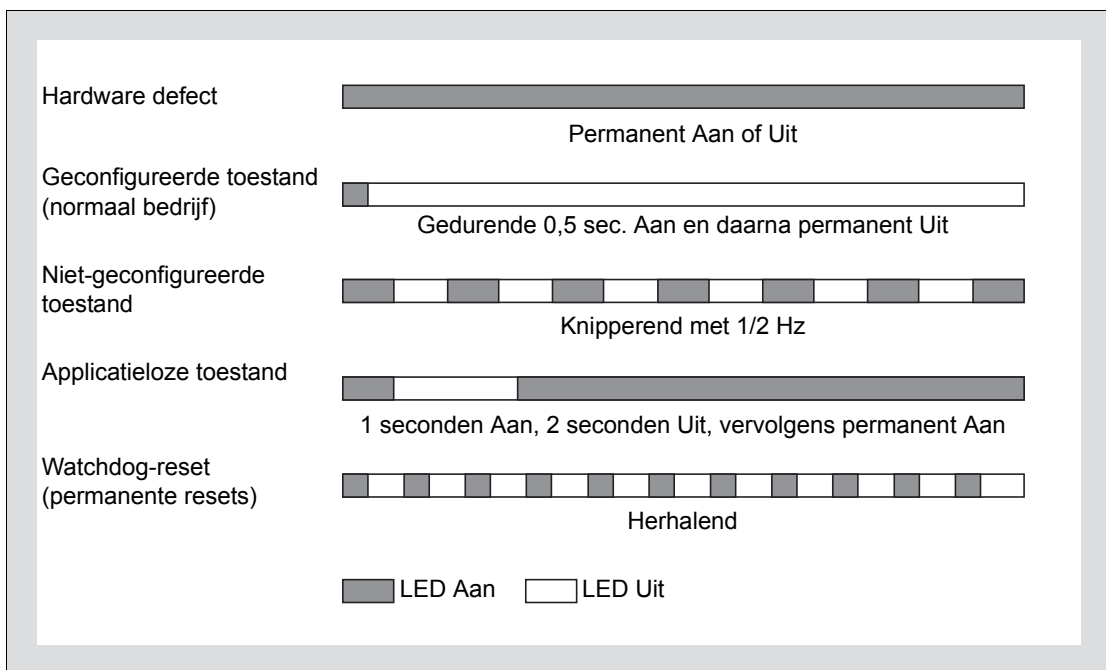 Hardware defect
Permanent Aan of Uit
Geconfigureerde toestand
(normaal bedrijf)
Gedurende 0,5 sec. Aan en daarna permanent Uit
Niet-geconfigureerde
toestand
Knipperend met 1/2 Hz
Applicatieloze toestand
1 seconden Aan, 2 seconden Uit, vervolgens permanent Aan
Watchdog-reset
(permanente resets)
Herhalend
LED Aan LED Uit